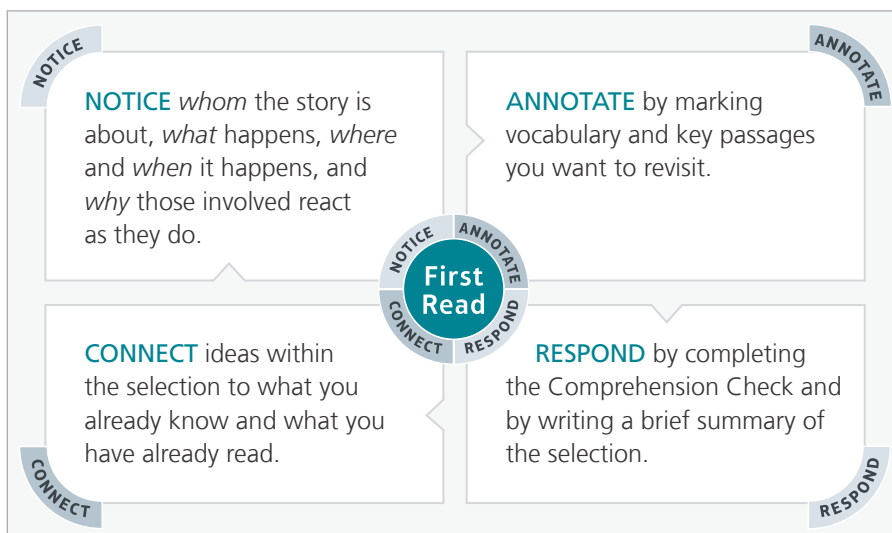 NOTICE
NOTICE whom the story is
about, what happens, where
and when it happens, and
why those involved react
as they do.
ANNOTATE
ANNOTATE by marking
vocabulary and key passages
you want to revisit.
NOTICE
ANNOTATE
First
Read
CONNECT
RESPOND
CONNECT ideas within
the selection to what you
already know and what you
have already read.
CONNECT
RESPOND by completing
the Comprehension Check and
by writing a brief summary of
the selection.
RESPOND